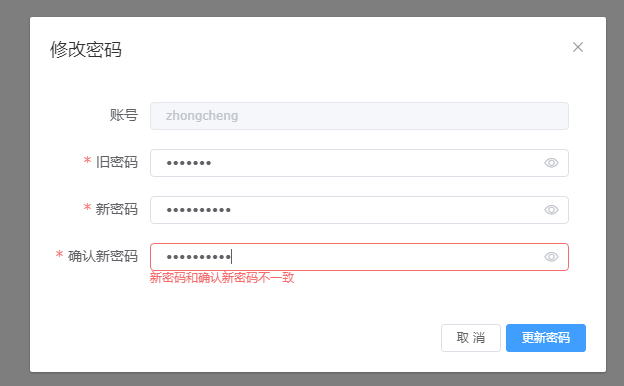 修改密码
账号 zhongcheng
* 旧密码 •••••••
* 新密码 ••••••••••
* 确认新密码 ••••••••••
新密码和确认新密码不一致
取 消 更新密码